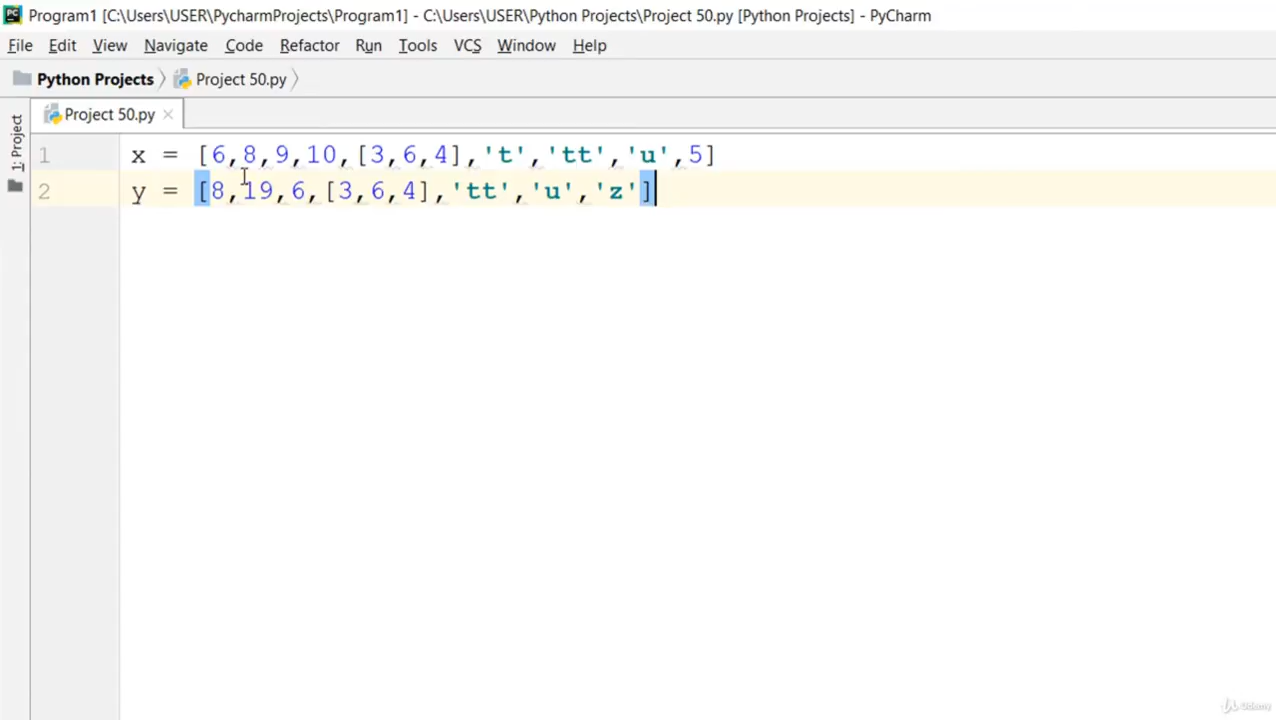 Program1 [C:\Users\USER\PycharmProjects\Program1] - C:\Users\USER\Python Projects\Project 50.py [Python Projects] - PyCharm
File Edit View Navigate Code Refactor Run Tools VCS Window Help
Python Projects Project 50.py
Project 50.py
1: Project
1 x = [6,8,9,10,[3,6,4],'t','tt','u',5]
2 y = [8,19,6,[3,6,4],'tt','u','z']
Udemy